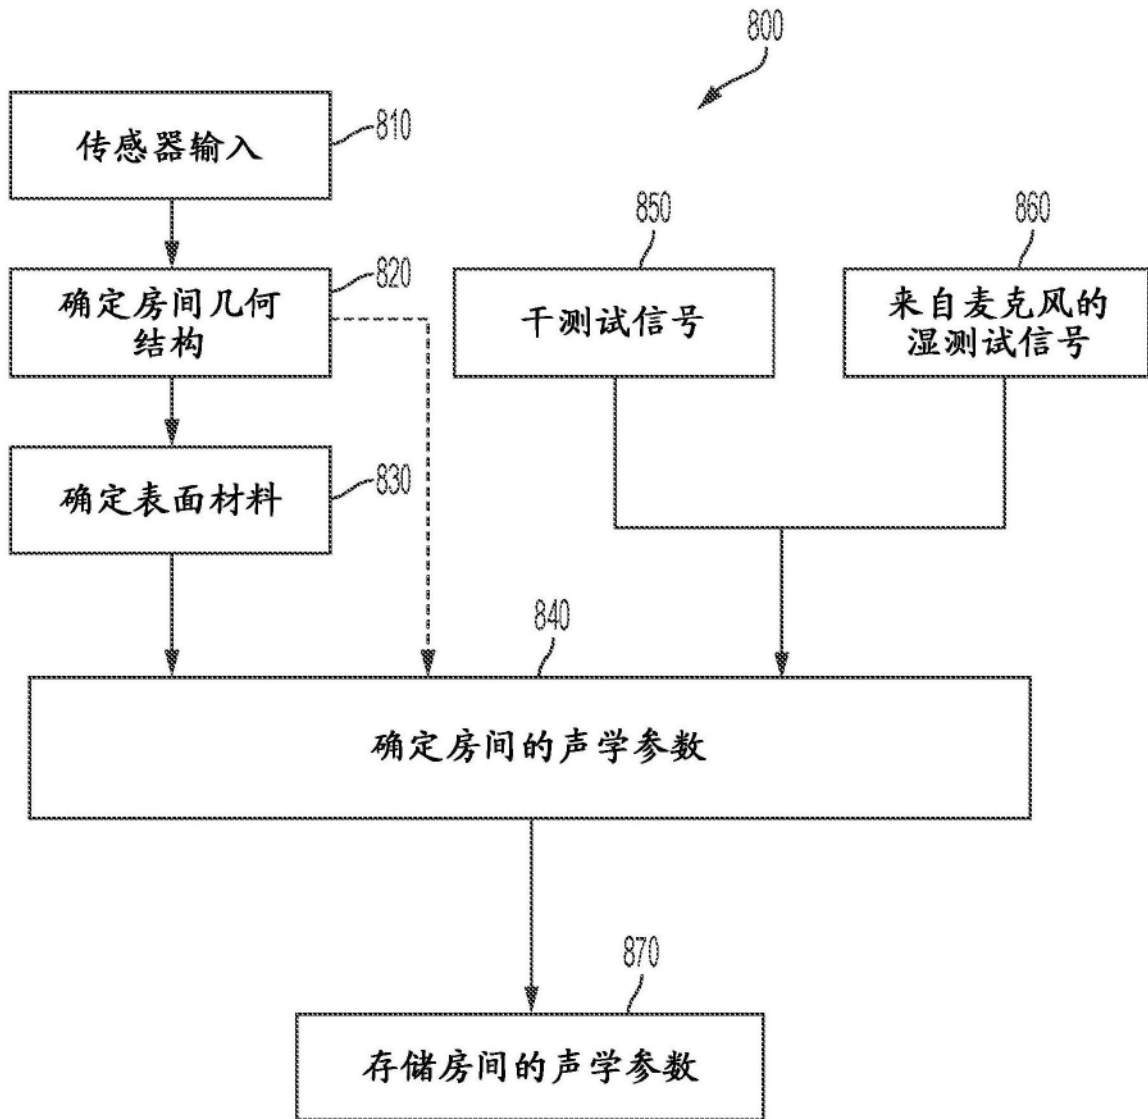 800
传感器输入
810
850
860
820
确定房间几何
结构
干测试信号
来自麦克风的
湿测试信号
确定表面材料
830
840
确定房间的声学参数
870
存储房间的声学参数